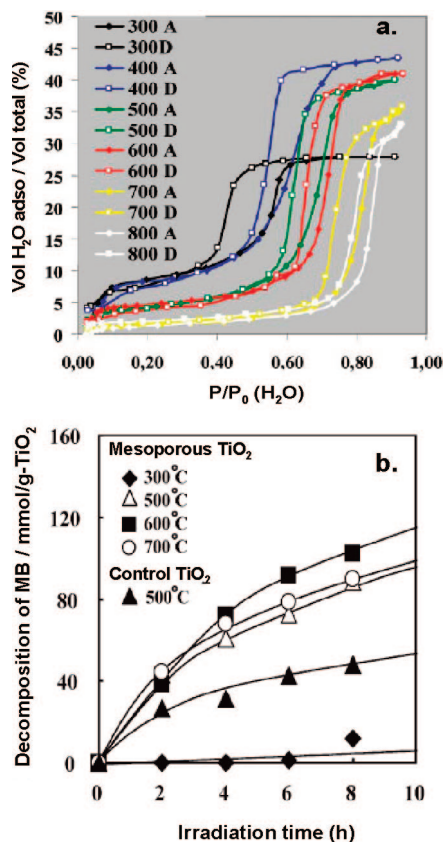 a.
300 A
300 D
400 A
400 D
500 A
500 D
600 A
600 D
700 A
700 D
800 A
800 D
Vol H₂O adso / Vol total (%)
50
45
40
35
30
25
20
15
10
5
0
0,00 0,20 0,40 0,60 0,80 1,00
P/P₀ (H₂O)
b.
Mesoporous TiO₂
300°C
500°C
600°C
700°C
Control TiO₂
500°C
Decomposition of MB / mmol/g-TiO₂
160
120
80
40
0
0 2 4 6 8 10
Irradiation time (h)